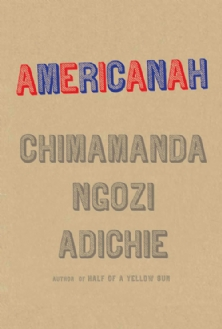 AMERICANAH
CHIMAMANDA
NGOZI
ADICHIE
AUTHOR OF HALF OF A YELLOW SUN